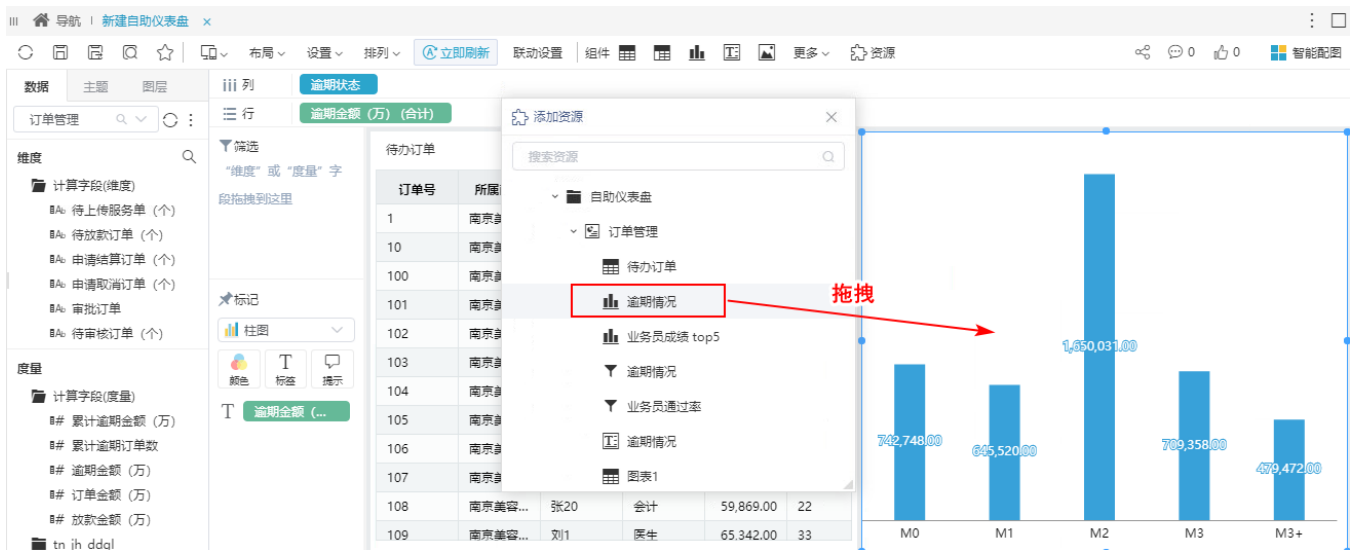 导航 新建自助仪表盘 ×
布局 设置 排列 立即刷新 联动设置 组件 更多 资源 0 0 智能配图
数据 主题 图层
订单管理
维度
计算字段(维度)
待上传服务单 (个)
待放款订单 (个)
申请结算订单 (个)
申请取消订单 (个)
审批订单
待审核订单 (个)
度量
计算字段(度量)
累计逾期金额 (万)
累计逾期订单数
逾期金额 (万)
订单金额 (万)
放款金额 (万)
tn_jh_ddgl
列 逾期状态
行 逾期金额 (万) (合计)
筛选
“维度” 或 “度量” 字
段拖拽到这里
标记
柱图
颜色 标签 提示
T 逾期金额 (...
待办订单
订单号 所属
1 南京美
10 南京美
100 南京美
101 南京美
102 南京美
103 南京美
104 南京美
105 南京美
106 南京美
107 南京美
108 南京美容... 张20 会计 59,869.00 22
109 南京美容... 刘1 医生 65,342.00 33
添加资源
搜索资源
自助仪表盘
订单管理
待办订单
逾期情况
业务员成绩 top5
逾期情况
业务员通过率
逾期情况
图表1
拖拽
742,748.00
645,520.00
1,650,031.00
709,358.00
479,472.00
M0 M1 M2 M3 M3+